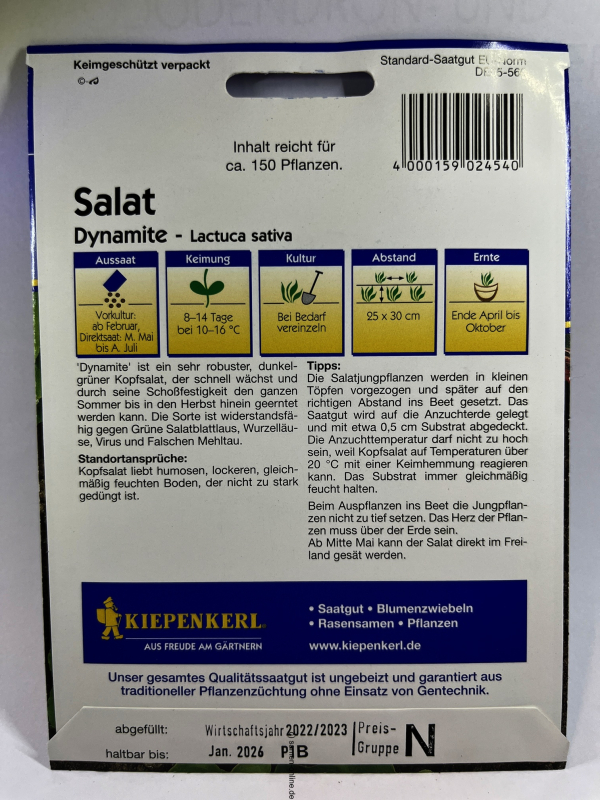 Keimgeschützt verpackt
Standard-Saatgut
Inhalt reicht für
ca. 150 Pflanzen.
4 000159 024540
Salat
Dynamite - Lactuca sativa
Aussaat
Vorkultur:
ab Februar,
Direktsaat: M. Mai
bis A. Juli
Keimung
8–14 Tage
bei 10–16 °C
Kultur
Bei Bedarf
vereinzeln
Abstand
25 x 30 cm
Ernte
Ende April bis
Oktober
'Dynamite' ist ein sehr robuster, dunkel-
grüner Kopfsalat, der schnell wächst und
durch seine Schoßfestigkeit den ganzen
Sommer bis in den Herbst hinein geerntet
werden kann. Die Sorte ist widerstandsfä-
hig gegen Grüne Salatblattlaus, Wurzelläu-
se, Virus und Falschen Mehltau.
Standortansprüche:
Kopfsalat liebt humosen, lockeren, gleich-
mäßig feuchten Boden, der nicht zu stark
gedüngt ist.
Tipps:
Die Salatjungpflanzen werden in kleinen
Töpfen vorgezogen und später auf den
richtigen Abstand ins Beet gesetzt. Das
Saatgut wird auf die Anzuchterde gelegt
und mit etwa 0,5 cm Substrat abgedeckt.
Die Anzuchttemperatur darf nicht zu hoch
sein, weil Kopfsalat auf Temperaturen über
20 °C mit einer Keimhemmung reagieren
kann. Das Substrat immer gleichmäßig
feucht halten.
Beim Auspflanzen ins Beet die Jungpflan-
zen nicht zu tief setzen. Das Herz der Pflan-
zen muss über der Erde sein.
Ab Mitte Mai kann der Salat direkt im Frei-
land gesät werden.
KIEPENKERL
AUS FREUDE AM GÄRTNERN
• Saatgut • Blumenzwiebeln
• Rasensamen • Pflanzen
www.kiepenkerl.de
Unser gesamtes Qualitätssaatgut ist ungebeizt und garantiert aus
traditioneller Pflanzenzüchtung ohne Einsatz von Gentechnik.
abgefüllt: Wirtschaftsjahr 2022/2023
haltbar bis: Jan. 2026
Preis-
Gruppe N